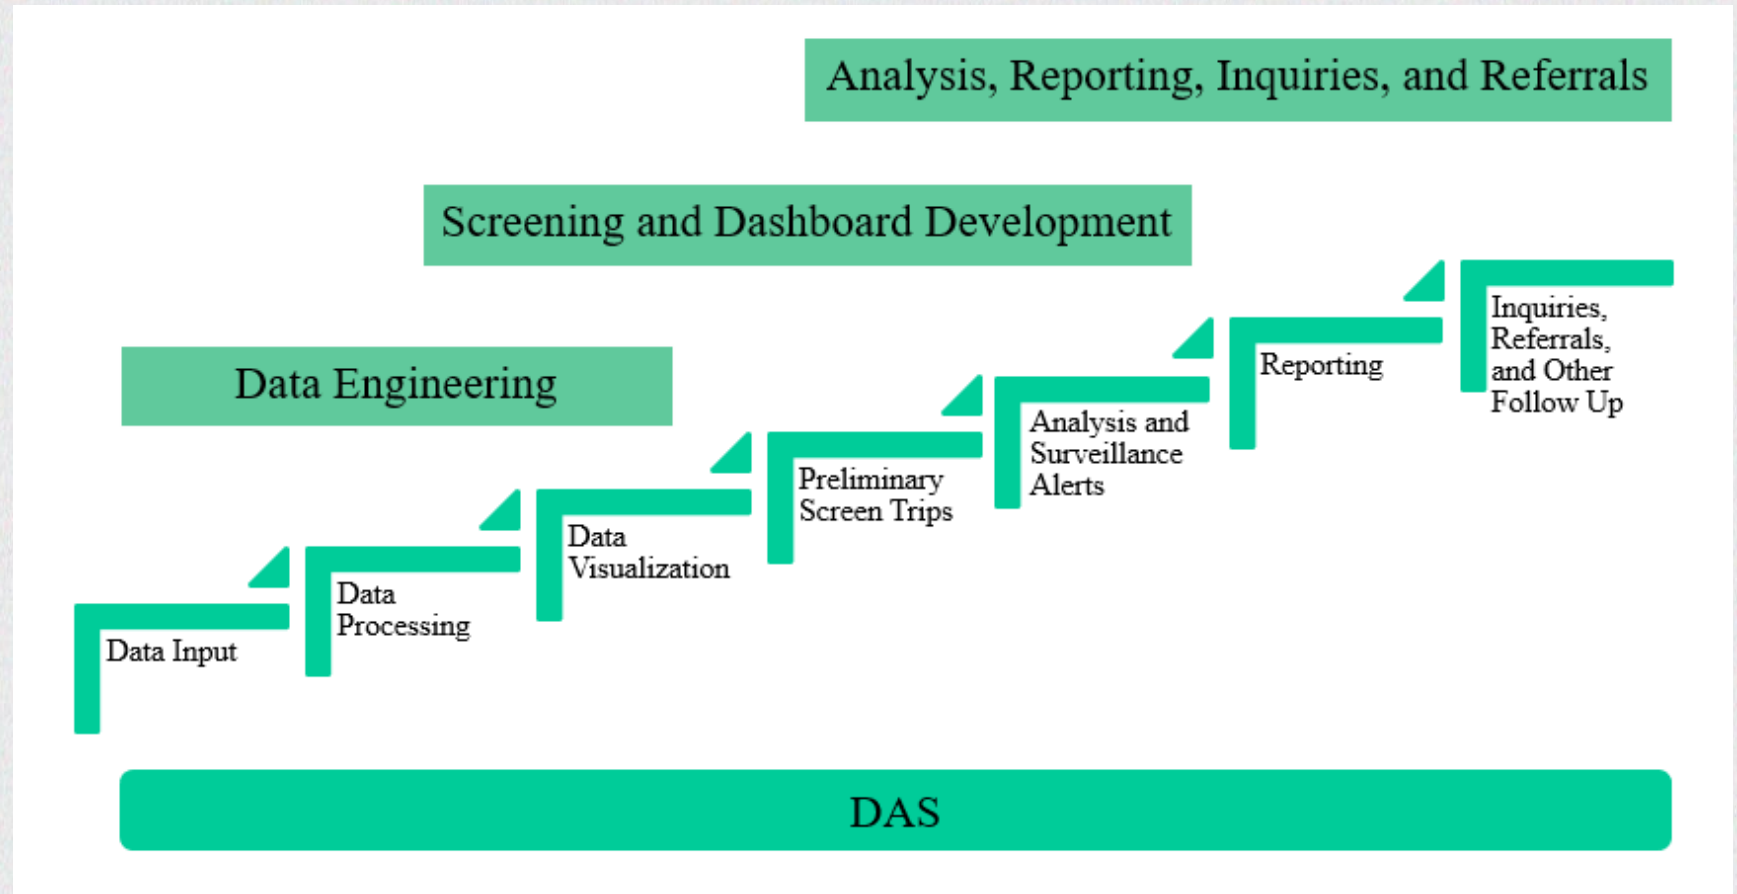 Analysis, Reporting, Inquiries, and Referrals
Screening and Dashboard Development
Data Engineering
Data Input
Data
Processing
Data
Visualization
Preliminary
Screen Trips
Analysis and
Surveillance
Alerts
Reporting
Inquiries,
Referrals,
and Other
Follow Up
DAS